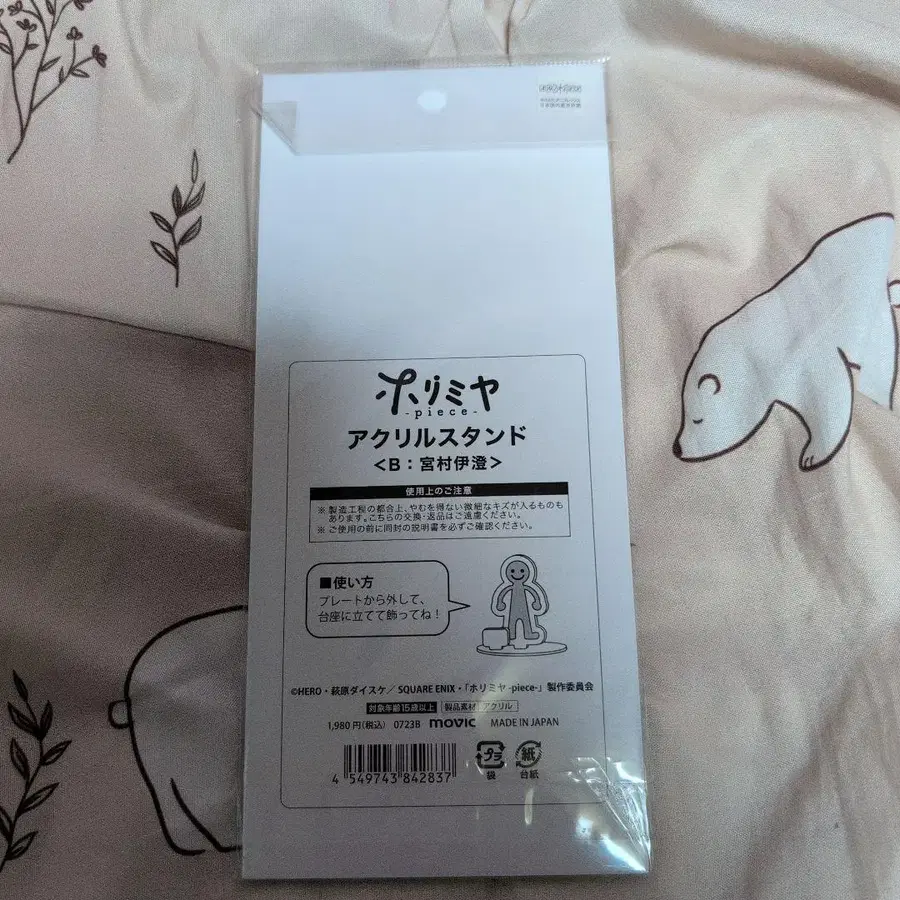 ホリミヤ
-piece-
アクリルスタンド
<B:宮村伊澄>
使用上のご注意
※製造工程の都合上、やむを得ない微細なキズが入るものも
あります。こちらの交換・返品はご遠慮ください。
※ご使用の前に同封の説明書を必ずご確認ください。
■使い方
プレートから外して、
台座に立てて飾ってね!
©HERO・萩原ダイスケ/SQUARE ENIX・「ホリミヤ -piece-」製作委員会
対象年齢15歳以上 製品素材:アクリル
1,980円(税込) 0723B movic MADE IN JAPAN
4 549743 842837
プラ 紙
袋 台紙